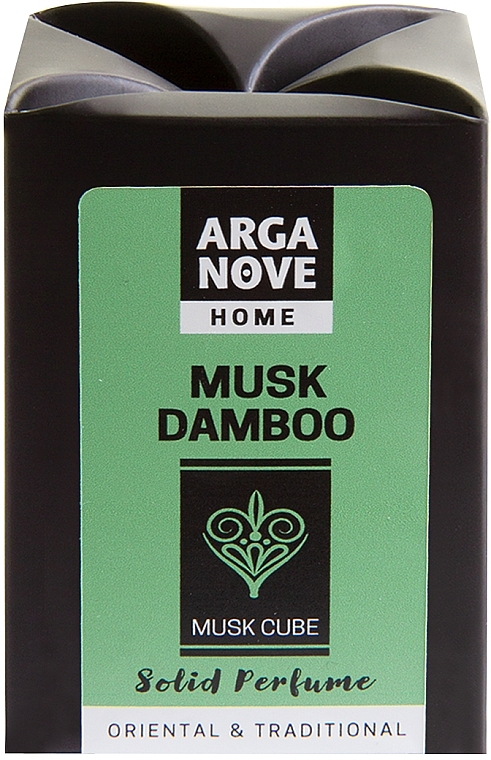 ARGA
NOVE
HOME
MUSK
DAMBOO
MUSK CUBE
Solid Perfume
ORIENTAL & TRADITIONAL